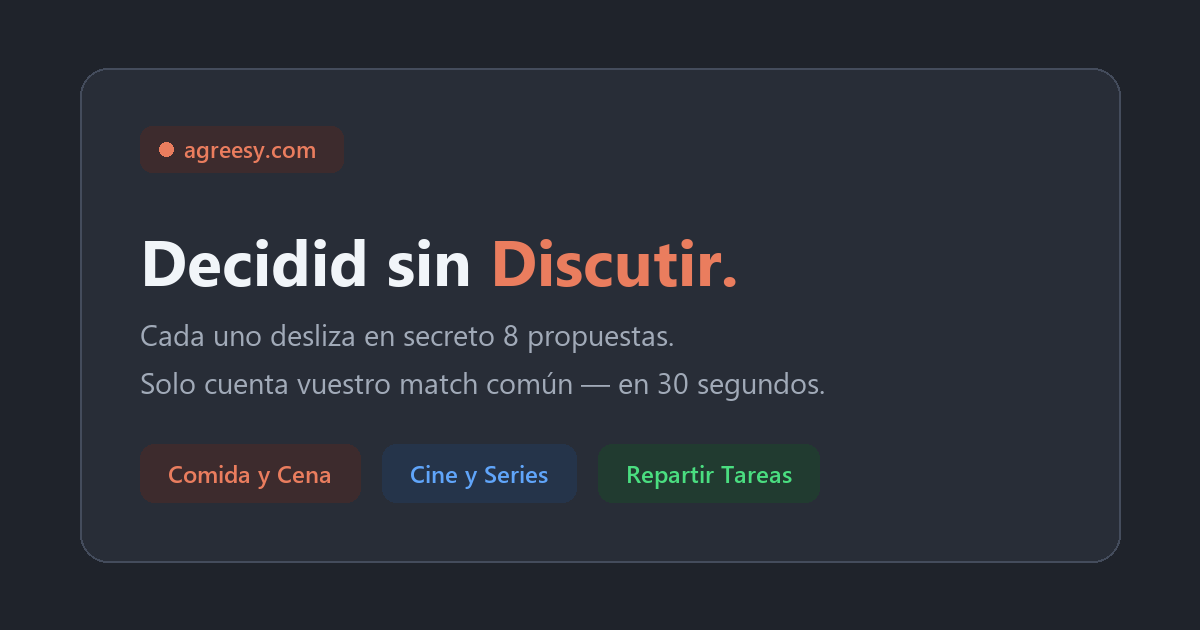 agreesy.com
Decidid sin Discutir.
Cada uno desliza en secreto 8 propuestas.
Solo cuenta vuestro match común — en 30 segundos.
Comida y Cena
Cine y Series
Repartir Tareas